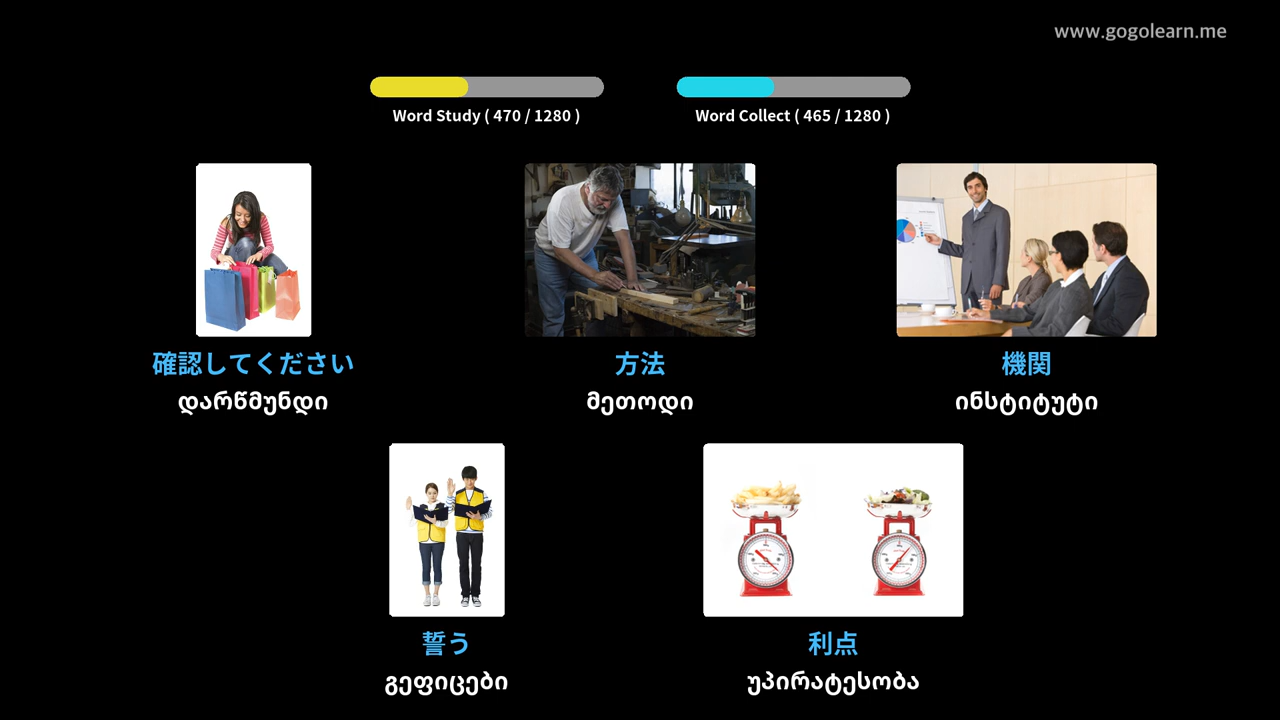 www.gogolearn.me
Word Study ( 470 / 1280 )
Word Collect ( 465 / 1280 )
確認してください
დარწმუნდი
方法
მეთოდი
機関
ინსტიტუტი
誓う
გეფიცები
利点
უპირატესობა